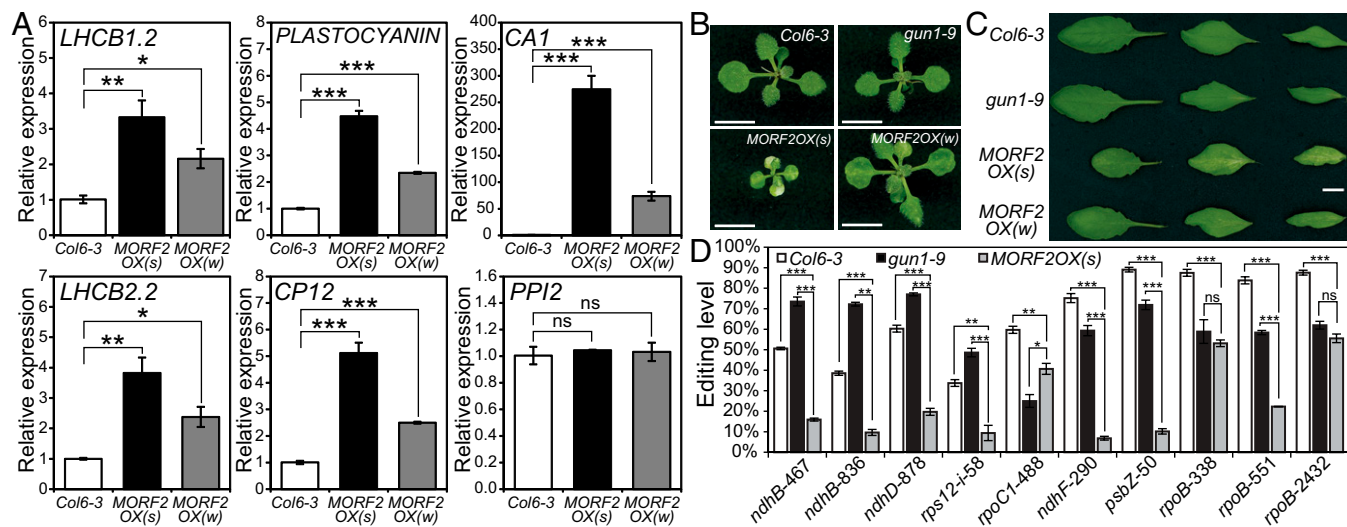 A
LHCB1.2
Relative expression
6
5
4
3
2
1
0
*
**
Col6-3
MORF2 OX(s)
MORF2 OX(w)
PLASTOCYANIN
Relative expression
8
7
6
5
4
3
2
1
0
***
***
Col6-3
MORF2 OX(s)
MORF2 OX(w)
CA1
Relative expression
400
350
300
250
200
150
100
50
0
***
***
Col6-3
MORF2 OX(s)
MORF2 OX(w)
LHCB2.2
Relative expression
7
6
5
4
3
2
1
0
*
**
Col6-3
MORF2 OX(s)
MORF2 OX(w)
CP12
Relative expression
8
7
6
5
4
3
2
1
0
***
***
Col6-3
MORF2 OX(s)
MORF2 OX(w)
PPI2
Relative expression
1.6
1.4
1.2
1.0
0.8
0.6
0.4
0.2
0.0
ns
ns
Col6-3
MORF2 OX(s)
MORF2 OX(w)
B
Col6-3
gun1-9
MORF2OX(s)
MORF2OX(w)
C
Col6-3
gun1-9
MORF2
OX(s)
MORF2
OX(w)
D
Col6-3 gun1-9 MORF2OX(s)
Editing level
100%
90%
80%
70%
60%
50%
40%
30%
20%
10%
0%
*** *** *** ** ** *** *** *** *** ***
*** ** *** *** * *** *** ns *** ns
ndhB-467
ndhB-836
ndhD-878
rps12-i-58
rpoC1-488
ndhF-290
psbZ-50
rpoB-338
rpoB-551
rpoB-2432